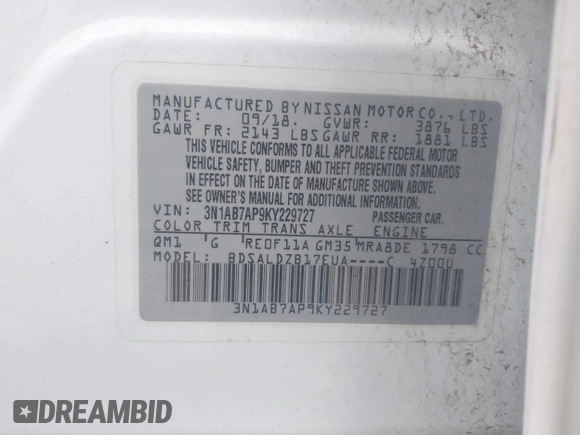 MANUFACTURED BY NISSAN MOTOR CO., LTD.
DATE: 09/18. GVWR: 3876 LBS
GAWR FR: 2143 LBS GAWR RR: 1881 LBS
THIS VEHICLE CONFORMS TO ALL APPLICABLE FEDERAL MOTOR
VEHICLE SAFETY, BUMPER AND THEFT PREVENTION STANDARDS
IN EFFECT ON THE DATE OF MANUFACTURE SHOWN ABOVE.
SEE OWNER'S MANUAL FOR ADDITIONAL INFO.
VIN: 3N1AB7AP9KY229727 PASSENGER CAR.
COLOR TRIM TRANS AXLE ENGINE
QM1 G RE0F11A GM35 MRA8DE 1798 CC
MODEL: BDSALDZB17EUA----C 47000
3N1AB7AP9KY229727
DREAMBID